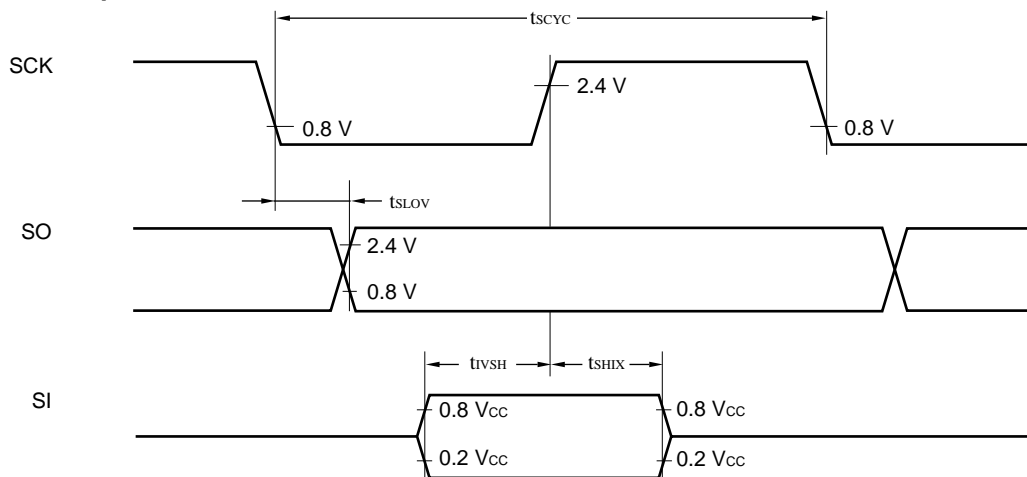 tSCYC
SCK
2.4 V
0.8 V
0.8 V
tSLOV
SO
2.4 V
0.8 V
tIVSH
tSHIX
SI
0.8 VCC
0.8 VCC
0.2 VCC
0.2 VCC